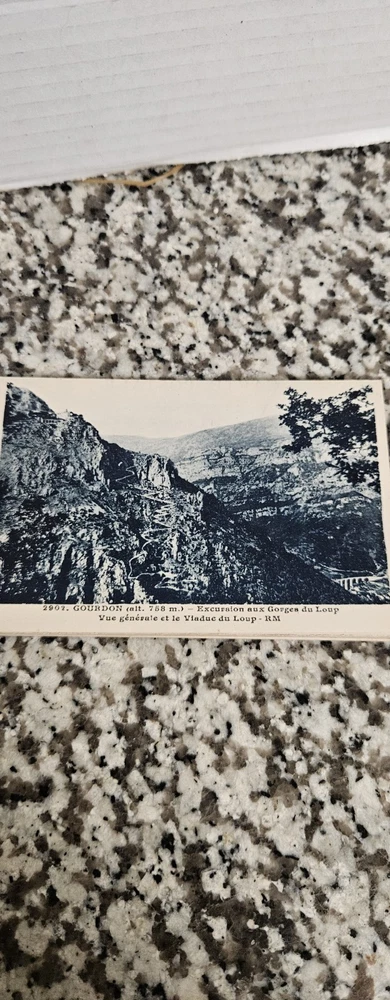 2907. GOURDON (alt. 758 m.) – Excursion aux Gorges du Loup
Vue générale et le Viaduc du Loup - RM